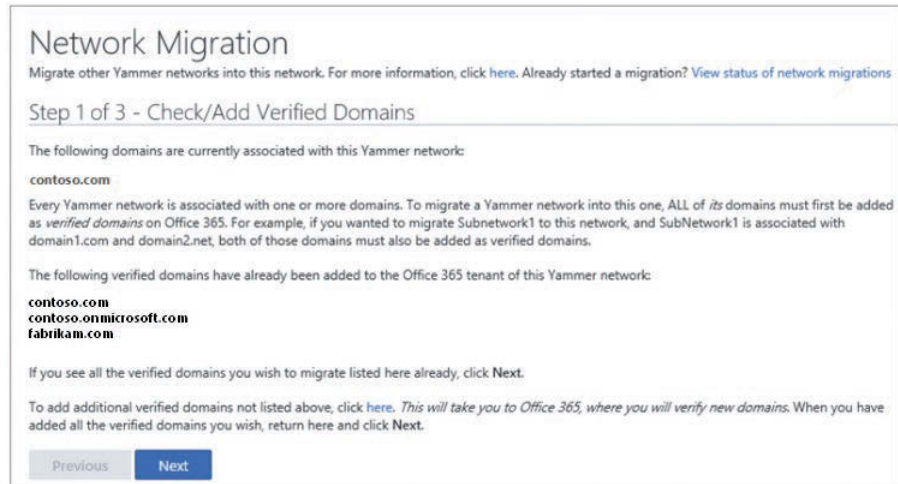 Network Migration
Migrate other Yammer networks into this network. For more information, click here. Already started a migration? View status of network migrations
Step 1 of 3 - Check/Add Verified Domains
The following domains are currently associated with this Yammer network:
contoso.com
Every Yammer network is associated with one or more domains. To migrate a Yammer network into this one, ALL of its domains must first be added
as verified domains on Office 365. For example, if you wanted to migrate Subnetwork1 to this network, and SubNetwork1 is associated with
domain1.com and domain2.net, both of those domains must also be added as verified domains.
The following verified domains have already been added to the Office 365 tenant of this Yammer network:
contoso.com
contoso.onmicrosoft.com
fabrikam.com
If you see all the verified domains you wish to migrate listed here already, click Next.
To add additional verified domains not listed above, click here. This will take you to Office 365, where you will verify new domains. When you have
added all the verified domains you wish, return here and click Next.
Previous
Next